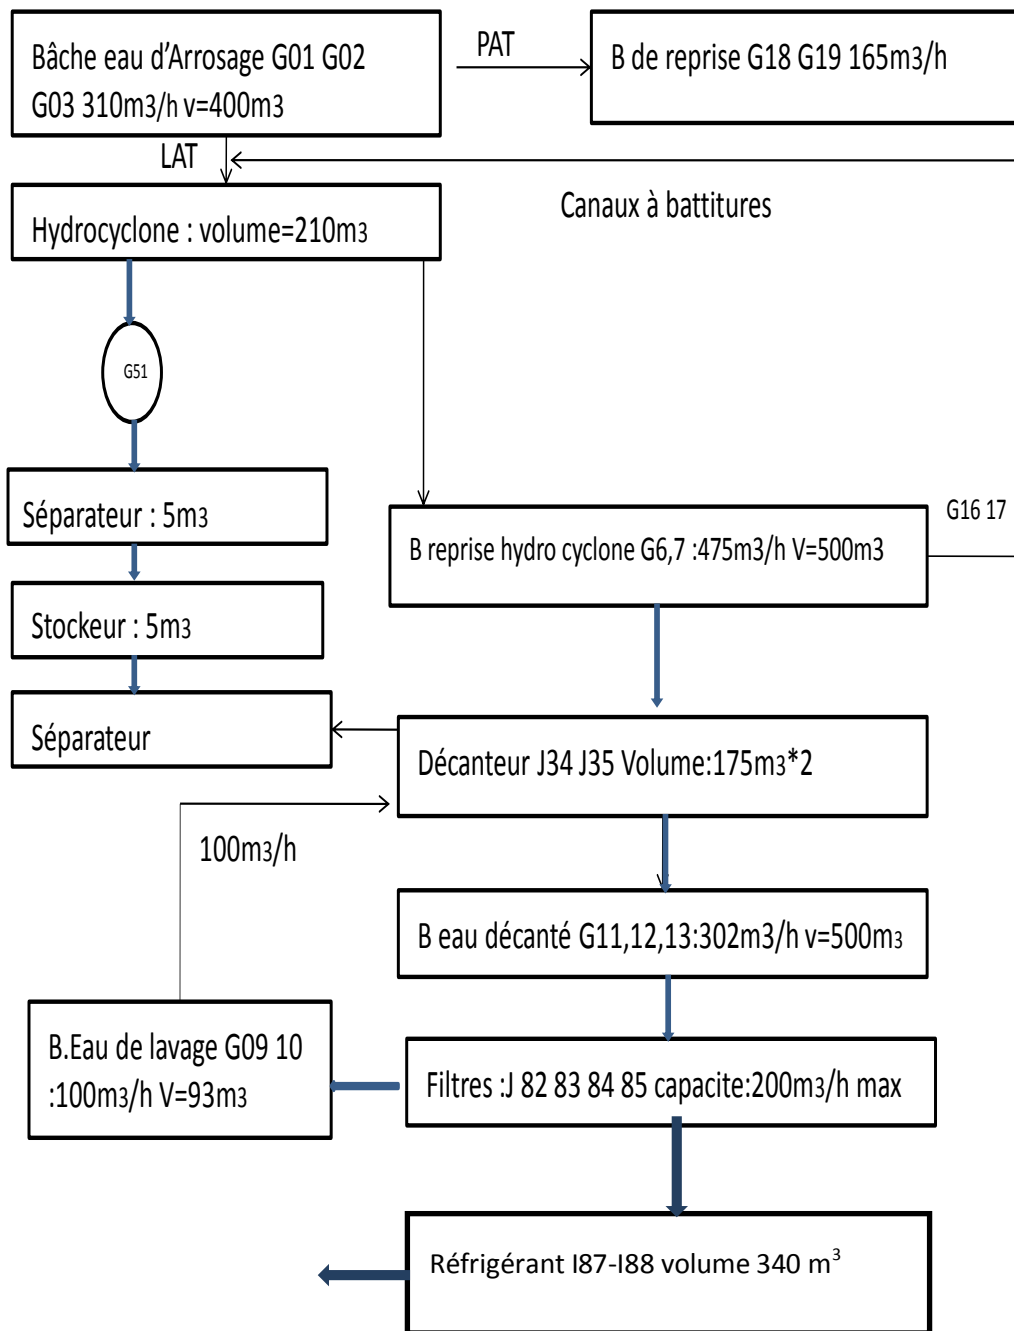 Bâche eau d'Arrosage G01 G02
G03 310m3/h v=400m3
PAT
B de reprise G18 G19 165m3/h
LAT
Canaux à battitures
Hydrocyclone : volume=210m3
G51
Séparateur : 5m3
G16 17
B reprise hydro cyclone G6,7 :475m3/h V=500m3
Stockeur : 5m3
Séparateur
Décanteur J34 J35 Volume:175m3*2
100m3/h
B eau décanté G11,12,13:302m3/h v=500m3
B.Eau de lavage G09 10
:100m3/h V=93m3
Filtres :J 82 83 84 85 capacite:200m3/h max
Réfrigérant I87-I88 volume 340 m³